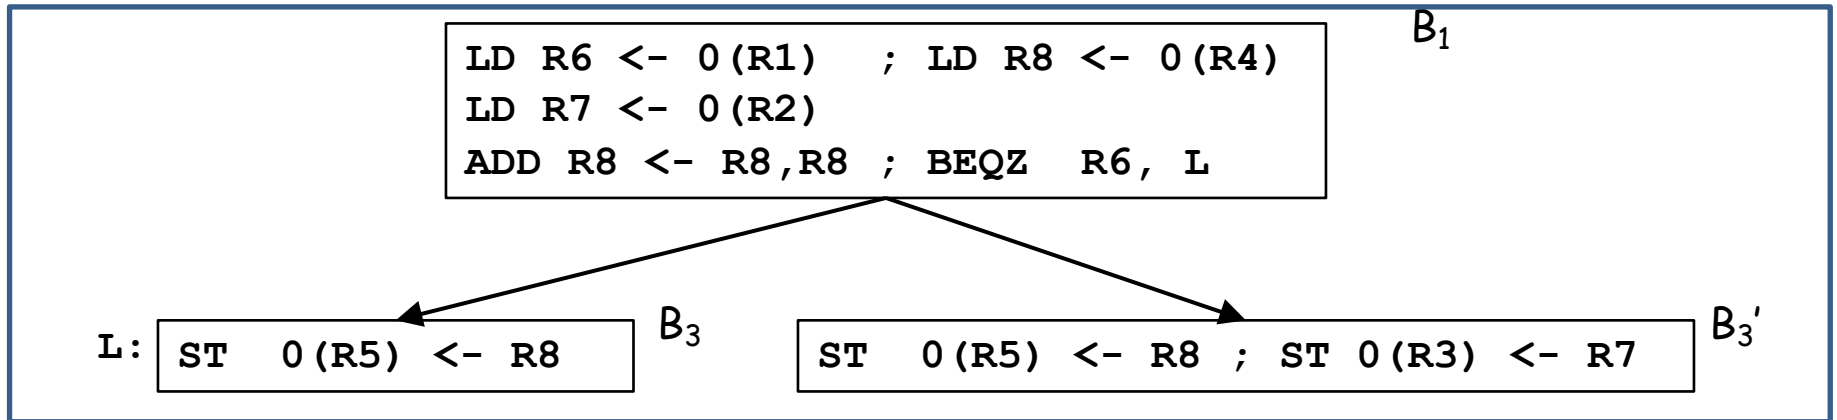 B₁
LD R6 <- 0(R1) ; LD R8 <- 0(R4)
LD R7 <- 0(R2)
ADD R8 <- R8,R8 ; BEQZ R6, L
L: ST 0(R5) <- R8
B₃
ST 0(R5) <- R8 ; ST 0(R3) <- R7
B₃'